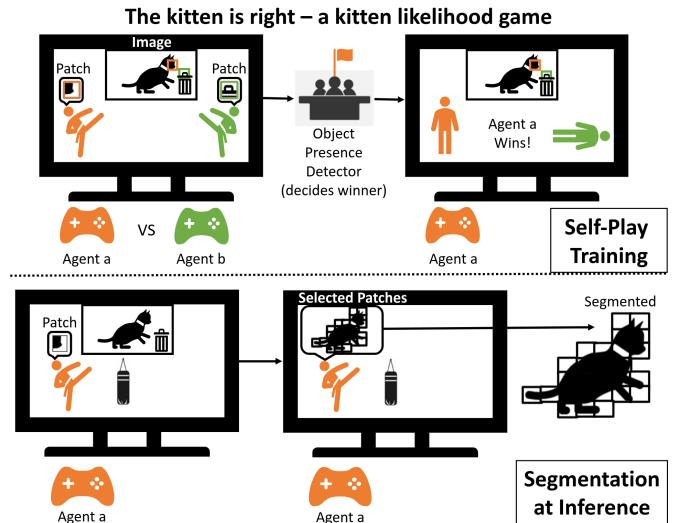 The kitten is right – a kitten likelihood game
Image
Patch
Patch
Object
Presence
Detector
(decides winner)
Agent a
Wins!
VS
Agent a
Agent b
Agent a
Self-Play
Training
Patch
Selected Patches
Segmented
Agent a
Agent a
Segmentation
at Inference